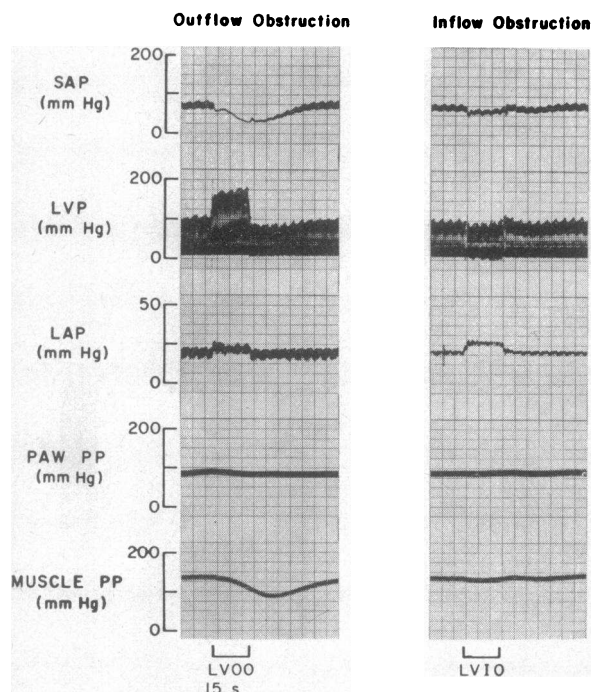 Outflow Obstruction
Inflow Obstruction
SAP
(mm Hg)
200
0
LVP
(mm Hg)
200
0
LAP
(mm Hg)
50
0
PAW PP
(mm Hg)
200
0
MUSCLE PP
(mm Hg)
200
0
LVOO
15 s
LVIO